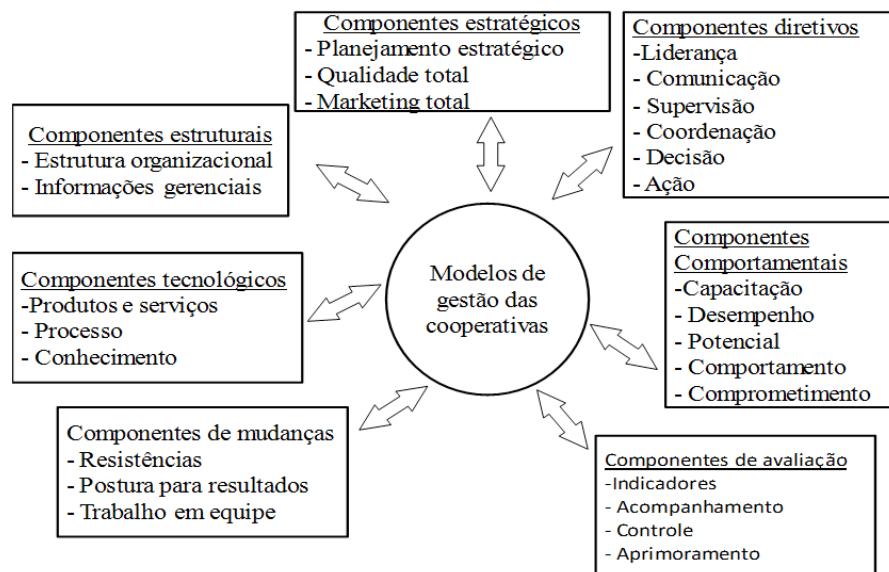 Componentes estratégicos
- Planejamento estratégico
- Qualidade total
- Marketing total
Componentes diretivos
-Liderança
- Comunicação
- Supervisão
- Coordenação
- Decisão
- Ação
Componentes estruturais
- Estrutura organizacional
- Informações gerenciais
Componentes
Comportamentais
-Capacitação
- Desempenho
- Potencial
- Comportamento
- Comprometimento
Modelos de
gestão das
cooperativas
Componentes tecnológicos
-Produtos e serviços
- Processo
- Conhecimento
Componentes de mudanças
- Resistências
- Postura para resultados
- Trabalho em equipe
Componentes de avaliação
-Indicadores
- Acompanhamento
- Controle
- Aprimoramento